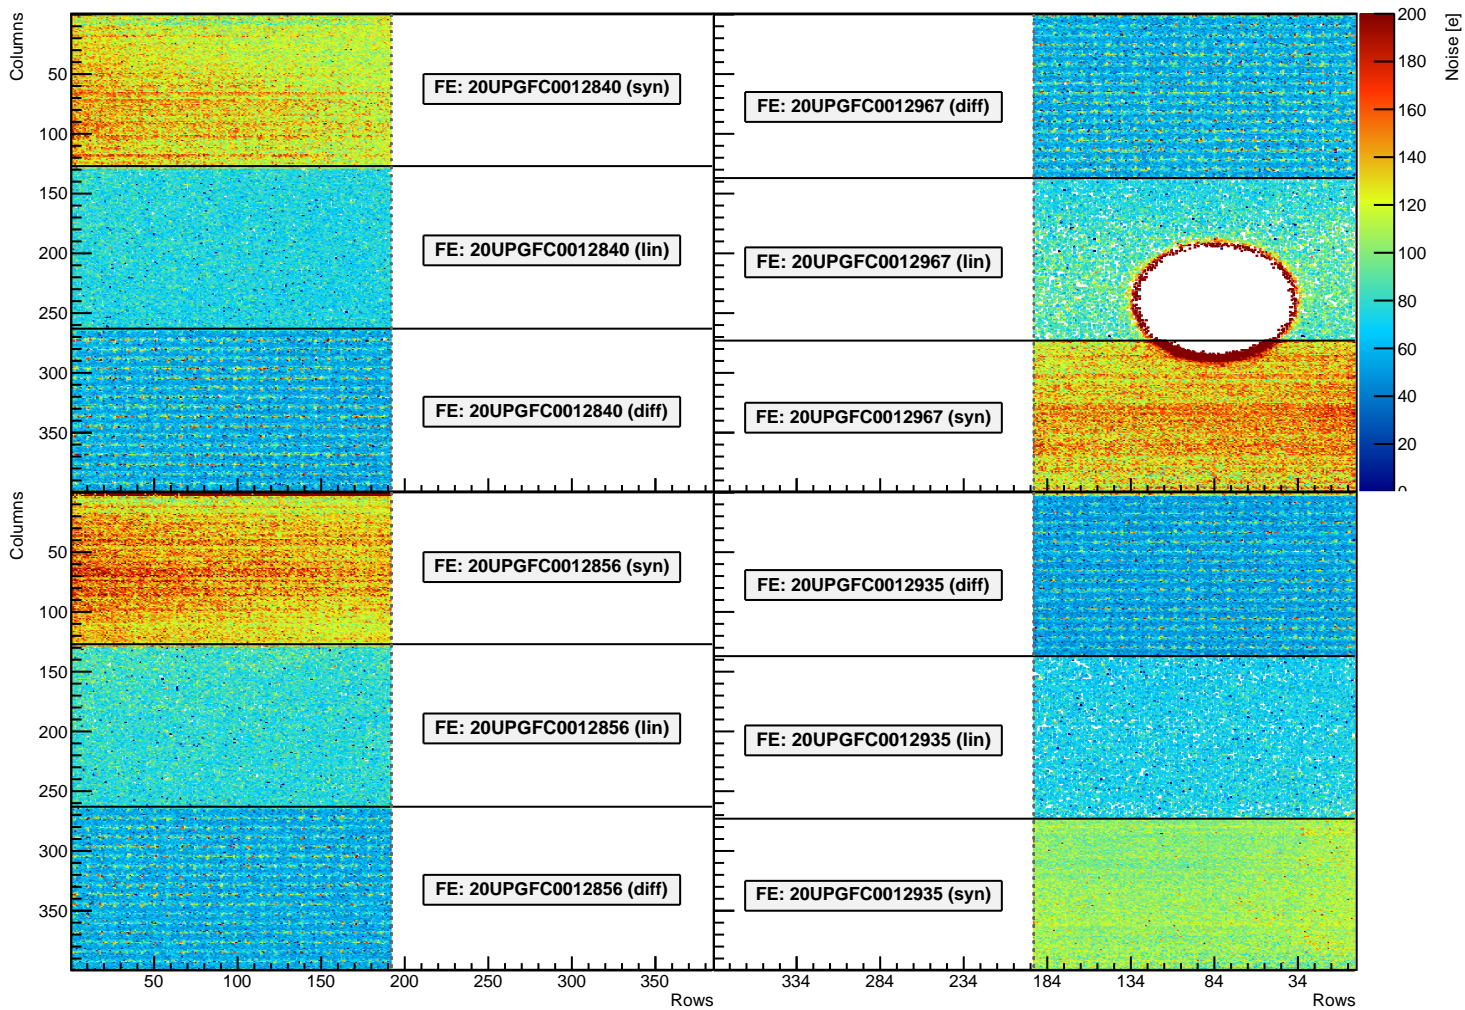 Columns
50
100
150
200
250
300
350
FE: 20UPGFC0012840 (syn)
FE: 20UPGFC0012840 (lin)
FE: 20UPGFC0012840 (diff)
FE: 20UPGFC0012967 (diff)
FE: 20UPGFC0012967 (lin)
FE: 20UPGFC0012967 (syn)
200
180
160
140
120
100
80
60
40
20
0
Noise [e]
Columns
50
100
150
200
250
300
350
FE: 20UPGFC0012856 (syn)
FE: 20UPGFC0012856 (lin)
FE: 20UPGFC0012856 (diff)
FE: 20UPGFC0012935 (diff)
FE: 20UPGFC0012935 (lin)
FE: 20UPGFC0012935 (syn)
50 100 150 200 250 300 350
Rows
334 284 234 184 134 84 34
Rows